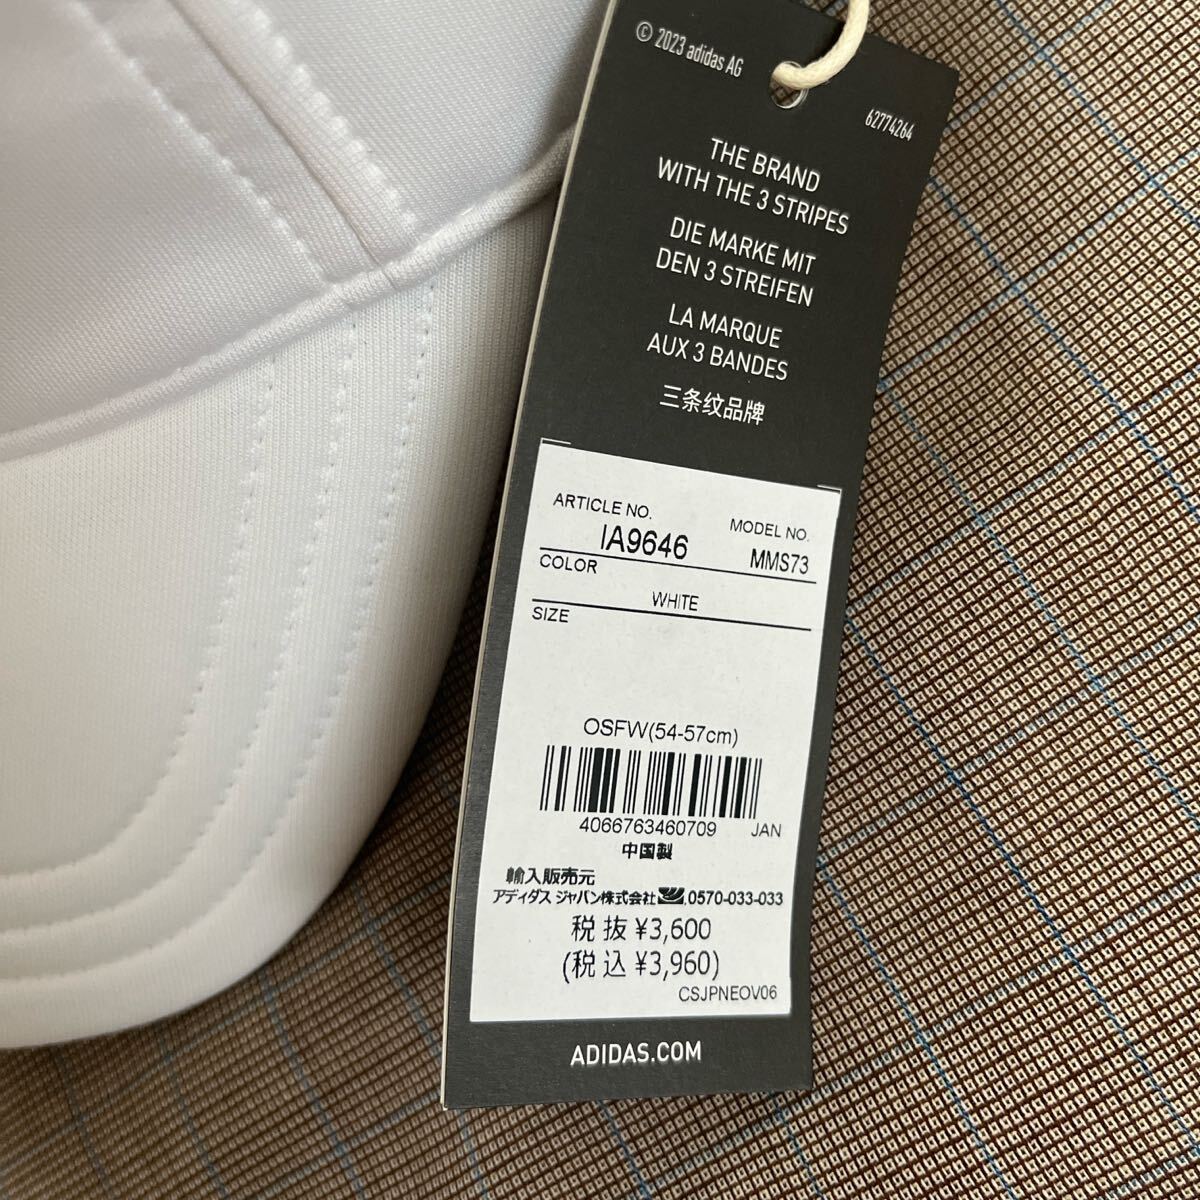 © 2023 adidas AG
62774264
THE BRAND
WITH THE 3 STRIPES
DIE MARKE MIT
DEN 3 STREIFEN
LA MARQUE
AUX 3 BANDES
三条纹品牌
ARTICLE NO.
IA9646
MODEL NO.
MMS73
COLOR
WHITE
SIZE
OSFW(54-57cm)
4066763460709 JAN
中国製
輸入販売元
アディダス ジャパン株式会社 0570-033-033
税抜 ¥3,600
(税込 ¥3,960)
CSJPNEOV06
ADIDAS.COM